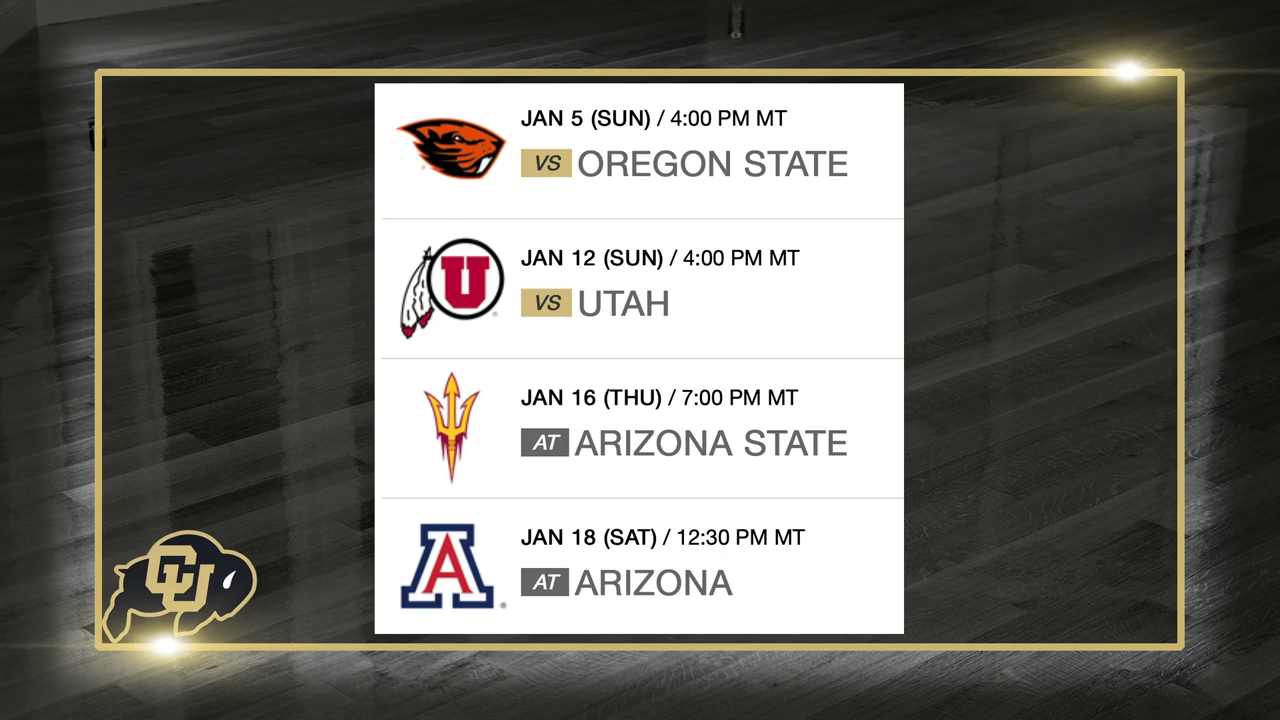 JAN 5 (SUN) / 4:00 PM MT
VS OREGON STATE
U
JAN 12 (SUN) / 4:00 PM MT
VS UTAH
JAN 16 (THU) / 7:00 PM MT
AT ARIZONA STATE
A
JAN 18 (SAT) / 12:30 PM MT
AT ARIZONA
CU